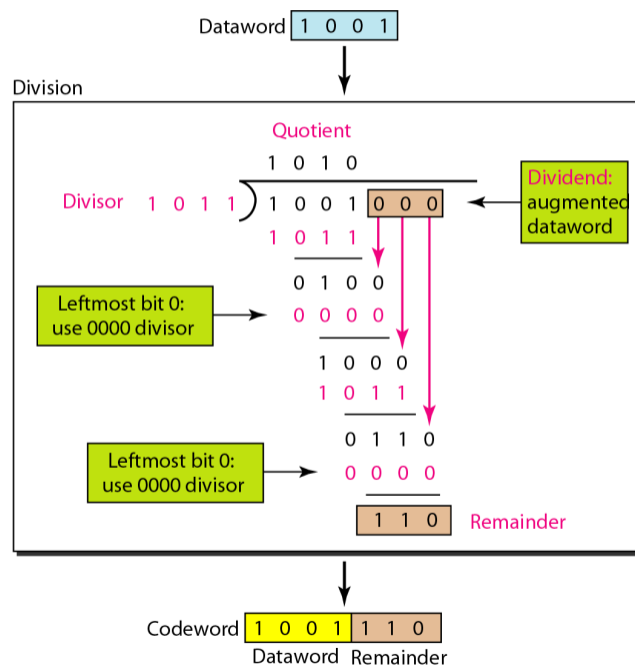 Dataword 1 0 0 1
Division
Quotient
1 0 1 0
Divisor 1 0 1 1 1 0 0 1 0 0 0
Dividend:
augmented
dataword
1 0 1 1
0 1 0 0
Leftmost bit 0:
use 0000 divisor
0 0 0 0
1 0 0 0
1 0 1 1
0 1 1 0
Leftmost bit 0:
use 0000 divisor
0 0 0 0
1 1 0 Remainder
Codeword 1 0 0 1 1 1 0
Dataword Remainder